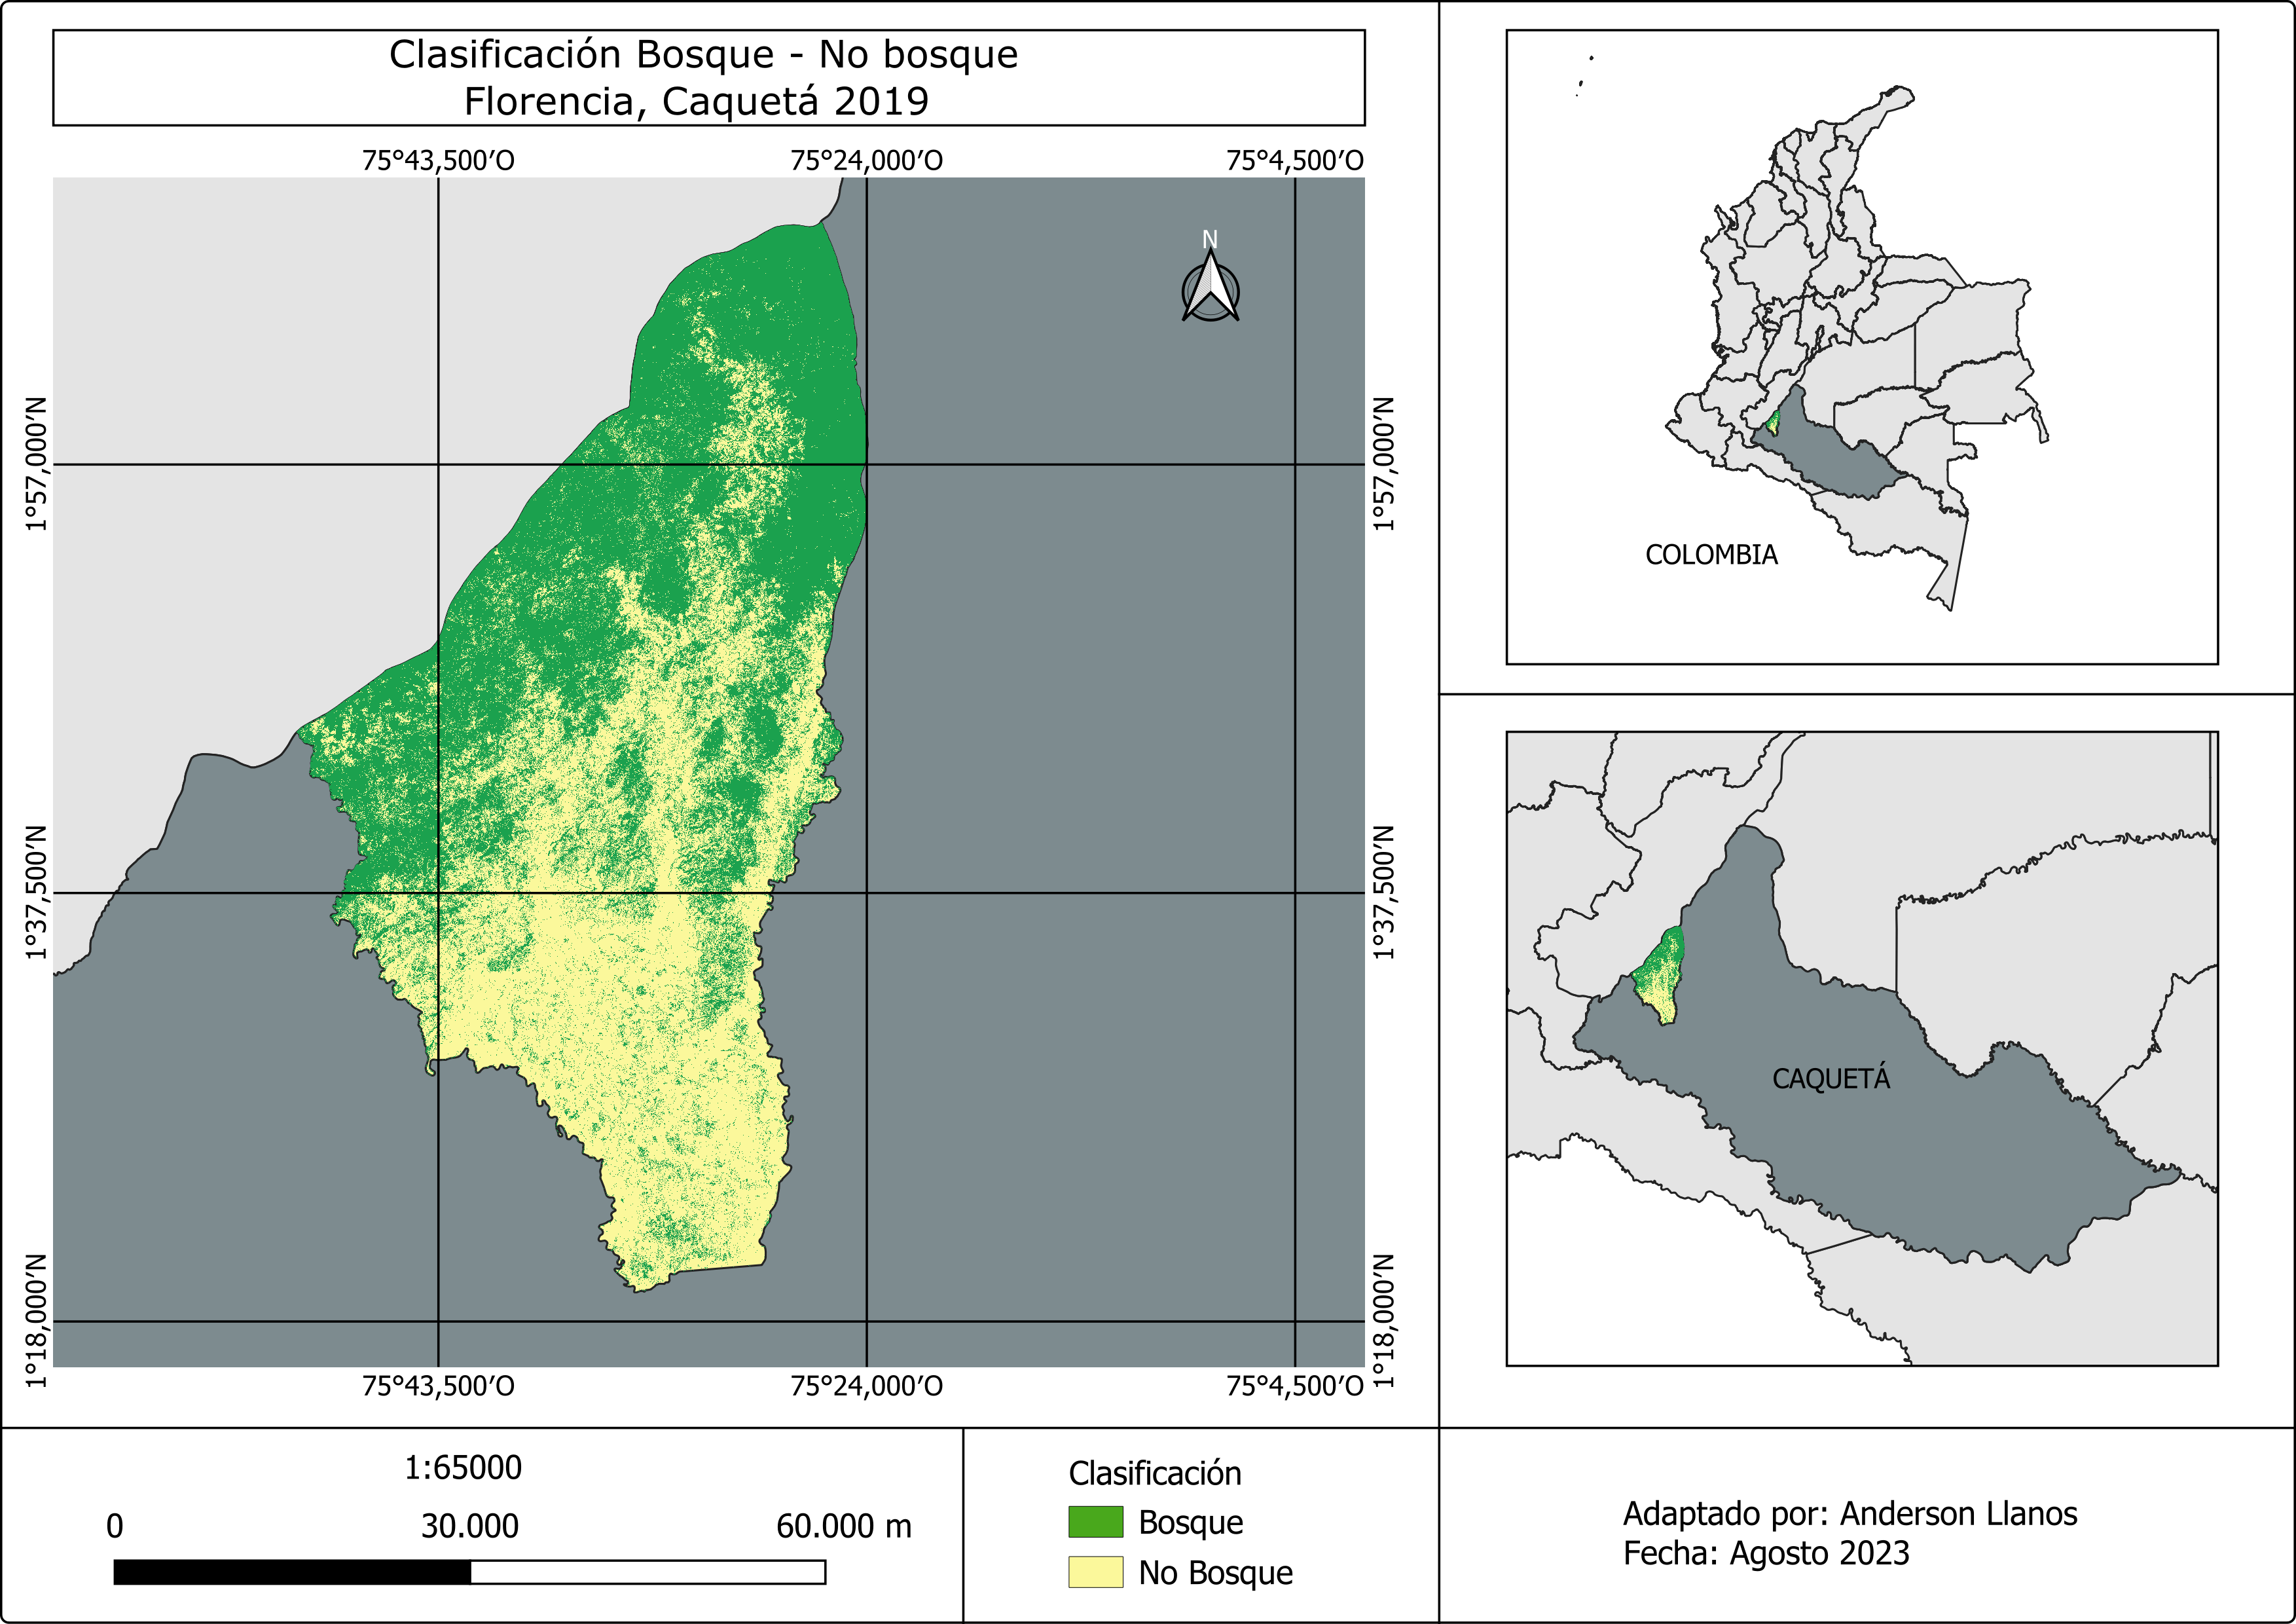 Clasificación Bosque - No bosque
Florencia, Caquetá 2019
75°43,500′O
75°24,000′O
75°4,500′O
N
1°57,000′N
1°57,000′N
1°37,500′N
1°37,500′N
1°18,000′N
1°18,000′N
75°43,500′O
75°24,000′O
75°4,500′O
COLOMBIA
CAQUETÁ
1:65000
0
30.000
60.000 m
Clasificación
Bosque
No Bosque
Adaptado por: Anderson Llanos
Fecha: Agosto 2023